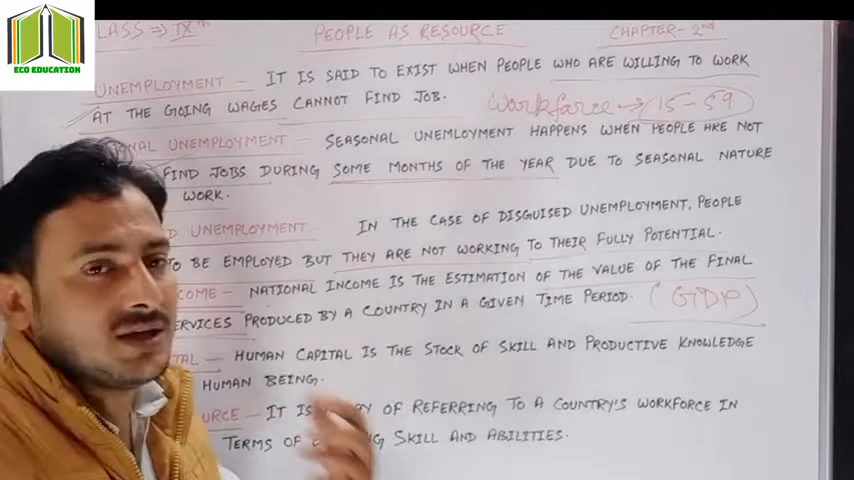 ECO EDUCATION
LASS ⇒ IXth PEOPLE AS RESOURCE CHAPTER - 2nd
UNEMPLOYMENT - IT IS SAID TO EXIST WHEN PEOPLE WHO ARE WILLING TO WORK
AT THE GOING WAGES CANNOT FIND JOB. Workforce → 15-59
ONAL UNEMPLOYMENT - SEASONAL UNEMPLOYMENT HAPPENS WHEN PEOPLE ARE NOT
FIND JOBS DURING SOME MONTHS OF THE YEAR DUE TO SEASONAL NATURE
WORK.
D UNEMPLOYMENT IN THE CASE OF DISGUISED UNEMPLOYMENT, PEOPLE
TO BE EMPLOYED BUT THEY ARE NOT WORKING TO THEIR FULLY POTENTIAL.
COME - NATIONAL INCOME IS THE ESTIMATION OF THE VALUE OF THE FINAL
SERVICES PRODUCED BY A COUNTRY IN A GIVEN TIME PERIOD. (GDP)
TAL - HUMAN CAPITAL IS THE STOCK OF SKILL AND PRODUCTIVE KNOWLEDGE
HUMAN BEING.
URCE - IT IS OF REFERRING TO A COUNTRY'S WORKFORCE IN
TERMS OF SKILL AND ABILITIES.